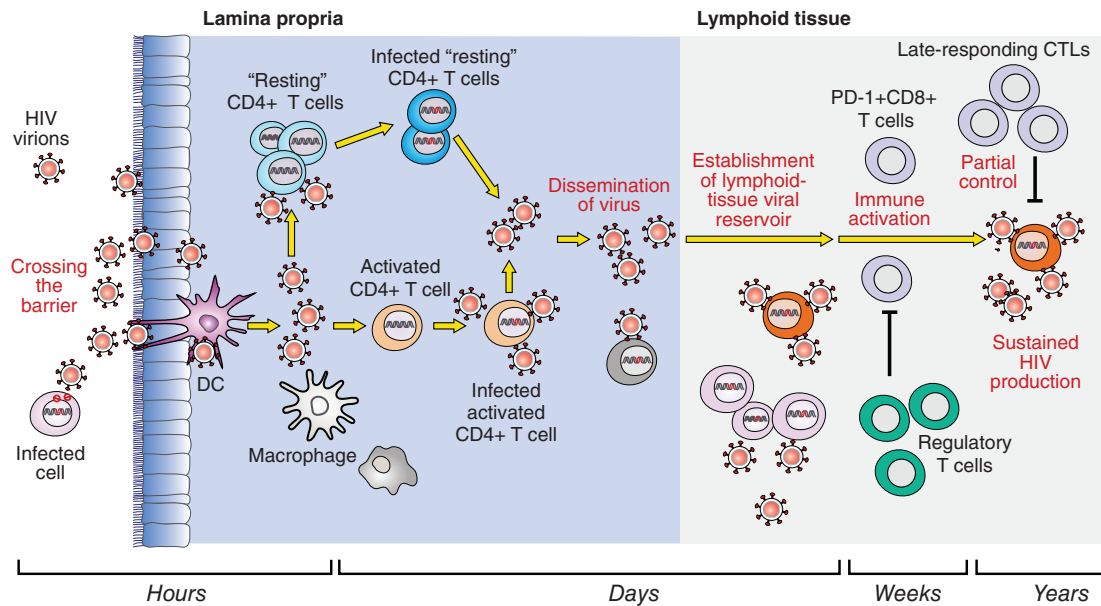 Lamina propria
Lymphoid tissue
HIV
virions
Crossing
the
barrier
Infected
cell
DC
"Resting"
CD4+ T cells
Infected “resting”
CD4+ T cells
Activated
CD4+ T cell
Macrophage
Infected
activated
CD4+ T cell
Dissemination
of virus
Establishment
of lymphoid-
tissue viral
reservoir
PD-1+CD8+
T cells
Immune
activation
Late-responding CTLs
Partial
control
Regulatory
T cells
Sustained
HIV
production
Hours
Days
Weeks
Years